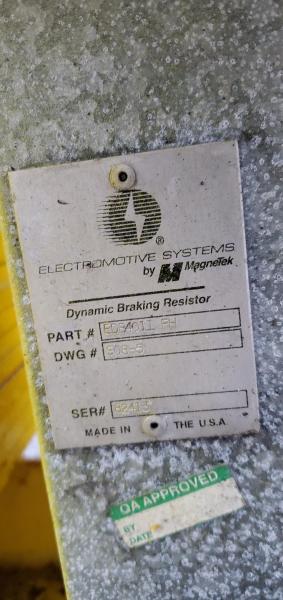 ®
ELECTROMOTIVE SYSTEMS
by MAGNETEK
Dynamic Braking Resistor
PART #
DWG #
SER#
MADE IN THE U.S.A.
QA APPROVED
BY
DATE